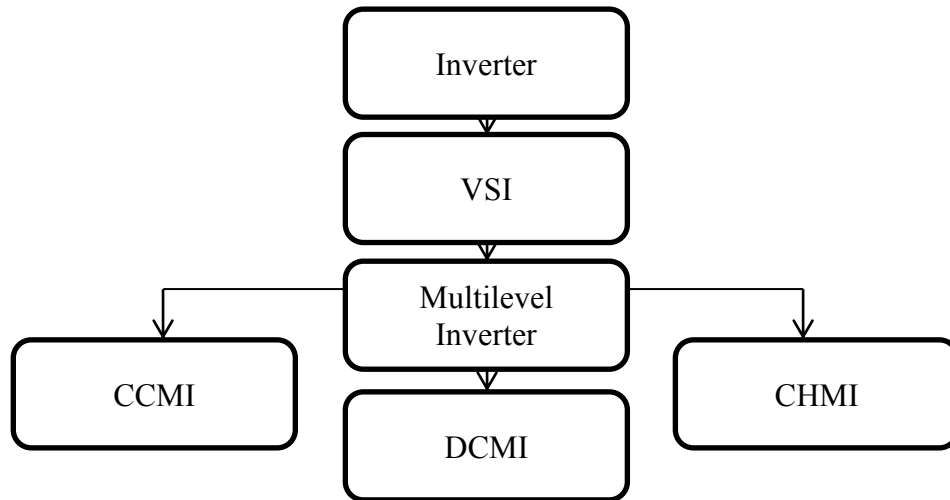 Inverter
VSI
Multilevel
Inverter
CCMI
CHMI
DCMI